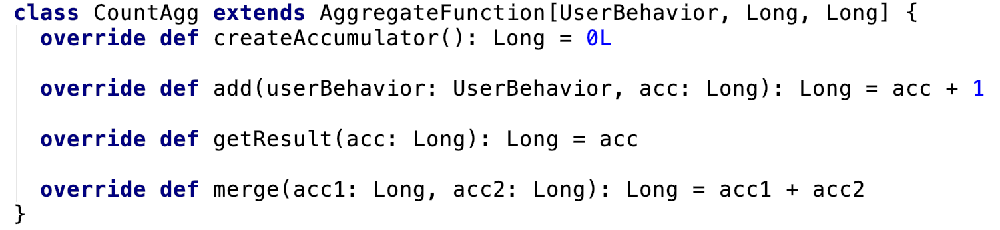 class CountAgg extends AggregateFunction[UserBehavior, Long, Long] {
  override def createAccumulator(): Long = 0L
  override def add(userBehavior: UserBehavior, acc: Long): Long = acc + 1
  override def getResult(acc: Long): Long = acc
  override def merge(acc1: Long, acc2: Long): Long = acc1 + acc2
}